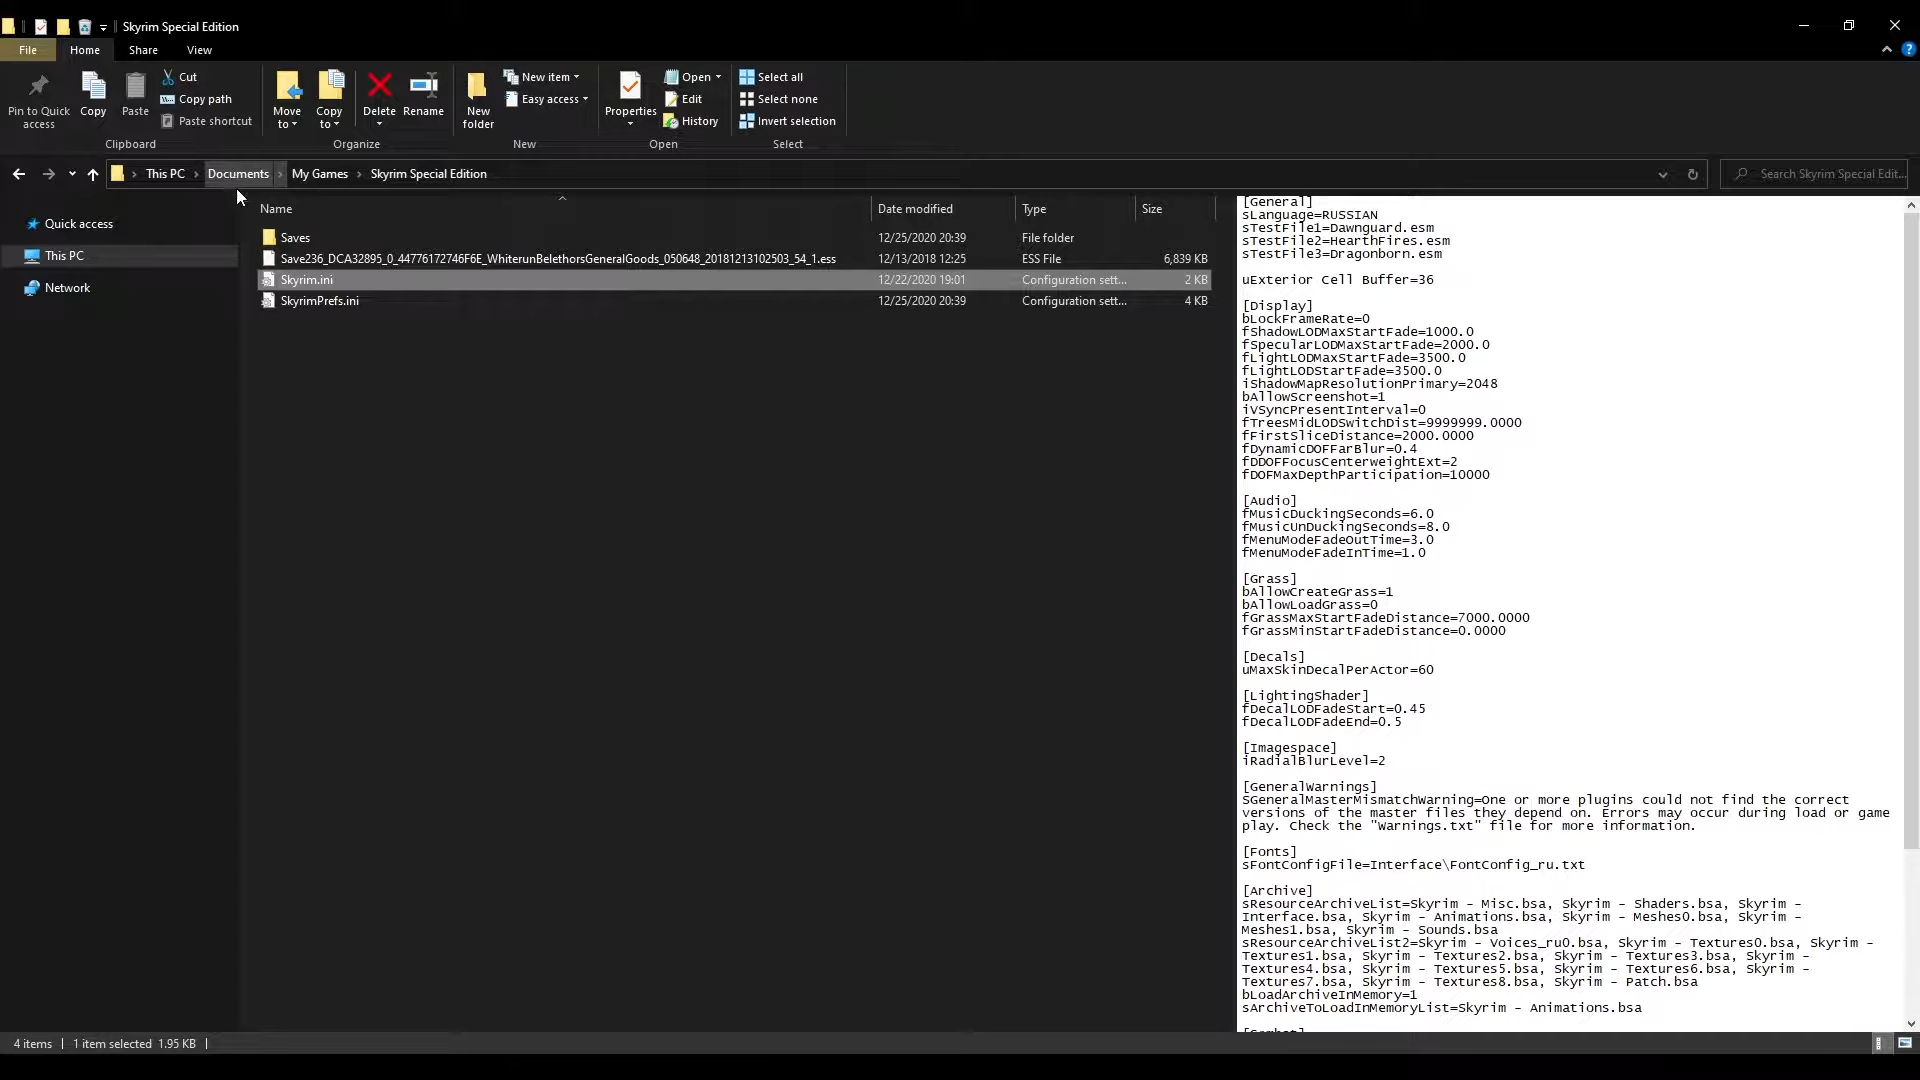 Skyrim Special Edition
File Home Share View
Pin to Quick access
Copy
Paste
Cut
Copy path
Paste shortcut
Clipboard
Move to
Copy to
Delete
Rename
Organize
New folder
New item
Easy access
New
Properties
Open
Edit
History
Open
Select all
Select none
Invert selection
Select
This PC Documents My Games Skyrim Special Edition
Search Skyrim Special Edit...
Quick access
This PC
Network
Name Date modified Type Size
Saves 12/25/2020 20:39 File folder
Save236_DCA32895_0_44776172746F6E_WhiterunBelethorsGeneralGoods_050648_20181213102503_54_1.ess 12/13/2018 12:25 ESS File 6,839 KB
Skyrim.ini 12/22/2020 19:01 Configuration sett... 2 KB
SkyrimPrefs.ini 12/25/2020 20:39 Configuration sett... 4 KB
[General]
sLanguage=RUSSIAN
sTestFile1=Dawnguard.esm
sTestFile2=HearthFires.esm
sTestFile3=Dragonborn.esm
uExterior Cell Buffer=36
[Display]
bLockFrameRate=0
fShadowLODMaxStartFade=1000.0
fSpecularLODMaxStartFade=2000.0
fLightLODMaxStartFade=3500.0
fLightLODStartFade=3500.0
iShadowMapResolutionPrimary=2048
bAllowScreenshot=1
iVSyncPresentInterval=0
fTreesMidLODSwitchDist=9999999.0000
fFirstSliceDistance=2000.0000
fDynamicDOFFarBlur=0.4
fDDOFFocusCenterweightExt=2
fDOFMaxDepthParticipation=10000
[Audio]
fMusicDuckingSeconds=6.0
fMusicUnDuckingSeconds=8.0
fMenuModeFadeOutTime=3.0
fMenuModeFadeInTime=1.0
[Grass]
bAllowCreateGrass=1
bAllowLoadGrass=0
fGrassMaxStartFadeDistance=7000.0000
fGrassMinStartFadeDistance=0.0000
[Decals]
uMaxSkinDecalPerActor=60
[LightingShader]
fDecalLODFadeStart=0.45
fDecalLODFadeEnd=0.5
[Imagespace]
iRadialBlurLevel=2
[GeneralWarnings]
SGeneralMasterMismatchWarning=One or more plugins could not find the correct
versions of the master files they depend on. Errors may occur during load or game
play. Check the "Warnings.txt" file for more information.
[Fonts]
sFontConfigFile=Interface\FontConfig_ru.txt
[Archive]
sResourceArchiveList=Skyrim - Misc.bsa, Skyrim - Shaders.bsa, Skyrim -
Interface.bsa, Skyrim - Animations.bsa, Skyrim - Meshes0.bsa, Skyrim -
Meshes1.bsa, Skyrim - Sounds.bsa
sResourceArchiveList2=Skyrim - Voices_ru0.bsa, Skyrim - Textures0.bsa, Skyrim -
Textures1.bsa, Skyrim - Textures2.bsa, Skyrim - Textures3.bsa, Skyrim -
Textures4.bsa, Skyrim - Textures5.bsa, Skyrim - Textures6.bsa, Skyrim -
Textures7.bsa, Skyrim - Textures8.bsa, Skyrim - Patch.bsa
bLoadArchiveInMemory=1
sArchiveToLoadInMemoryList=Skyrim - Animations.bsa
4 items 1 item selected 1.95 KB